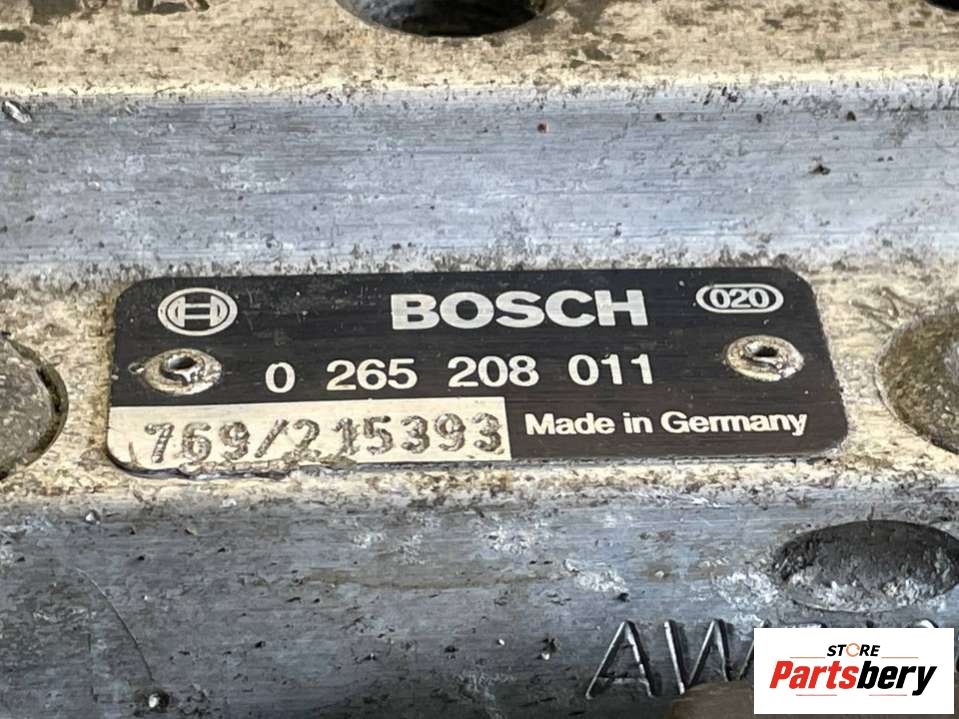 BOSCH 020
0 265 208 011
769/215393 Made in Germany
STORE
Partsbery